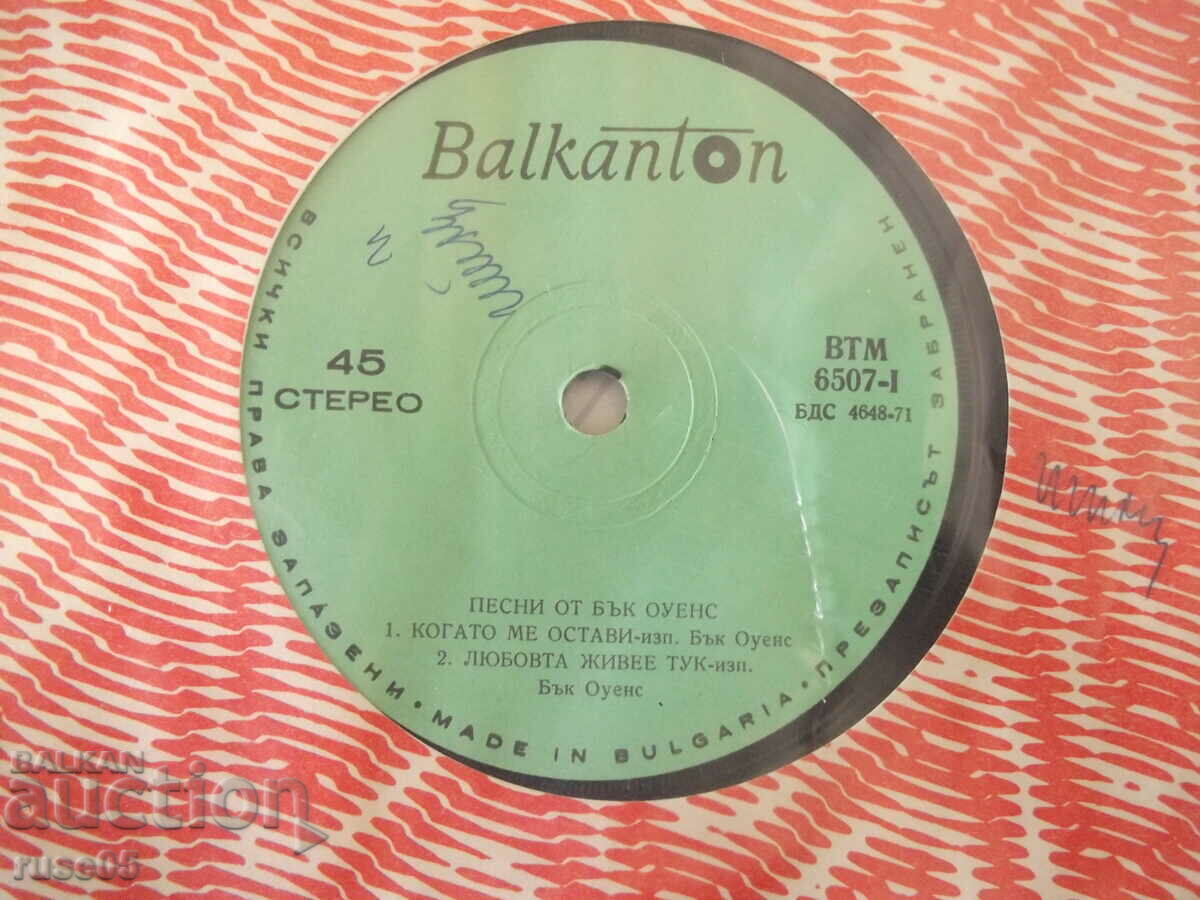 Balkanton
45
СТЕРЕО
ВТМ
6507-I
БДС 4648-71
ПЕСНИ ОТ БЪК ОУЕНС
1. КОГАТО МЕ ОСТАВИ-изп. Бък Оуенс
2. ЛЮБОВТА ЖИВЕЕ ТУК-изп.
Бък Оуенс
ВСИЧКИ ПРАВА ЗАПАЗЕНИ • MADE IN BULGARIA • ПРЕЗАПИСЪТ ЗАБРАНЕН
BALKAN
auction
ruse05